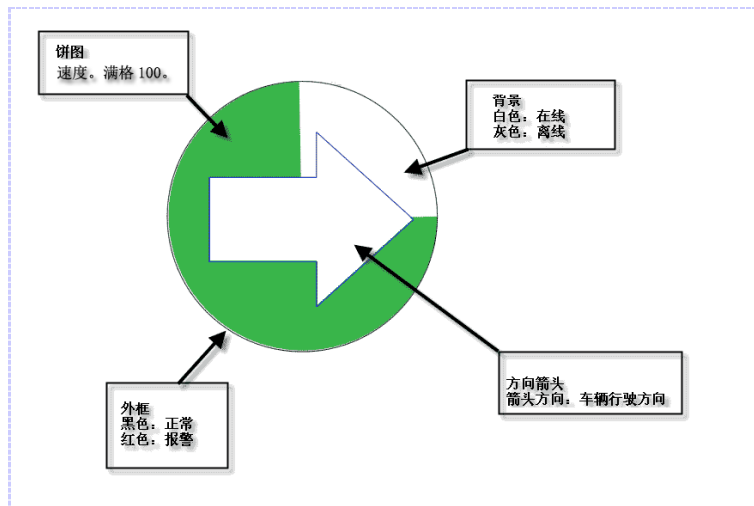 饼图
速度。满格 100。
背景
白色：在线
灰色：离线
方向箭头
箭头方向：车辆行驶方向
外框
黑色：正常
红色：报警